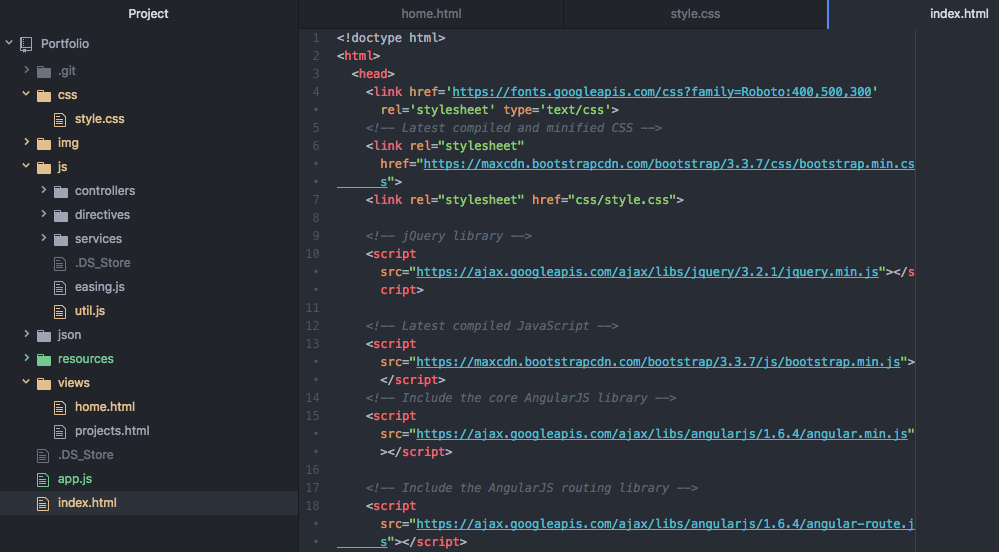 Project
Portfolio
.git
css
style.css
img
js
controllers
directives
services
.DS_Store
easing.js
util.js
json
resources
views
home.html
projects.html
.DS_Store
app.js
index.html
home.html style.css index.html
1 <!doctype html>
2 <html>
3 <head>
4 <link href='https://fonts.googleapis.com/css?family=Roboto:400,500,300'
• rel='stylesheet' type='text/css'>
5 <!-- Latest compiled and minified CSS -->
6 <link rel="stylesheet"
• href="https://maxcdn.bootstrapcdn.com/bootstrap/3.3.7/css/bootstrap.min.cs
• s">
7 <link rel="stylesheet" href="css/style.css">
8
9 <!-- jQuery library -->
10 <script
• src="https://ajax.googleapis.com/ajax/libs/jquery/3.2.1/jquery.min.js"></s
• cript>
11
12 <!-- Latest compiled JavaScript -->
13 <script
• src="https://maxcdn.bootstrapcdn.com/bootstrap/3.3.7/js/bootstrap.min.js">
• </script>
14 <!-- Include the core AngularJS library -->
15 <script
• src="https://ajax.googleapis.com/ajax/libs/angularjs/1.6.4/angular.min.js"
• ></script>
16
17 <!-- Include the AngularJS routing library -->
18 <script
• src="https://ajax.googleapis.com/ajax/libs/angularjs/1.6.4/angular-route.j
• s"></script>